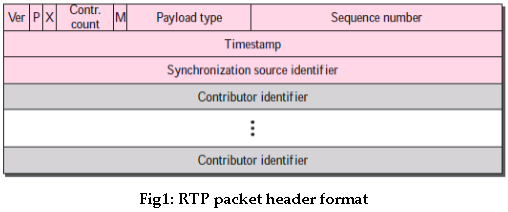 Ver P X Contr. count M Payload type Sequence number
Timestamp
Synchronization source identifier
Contributor identifier
Contributor identifier
Fig1: RTP packet header format